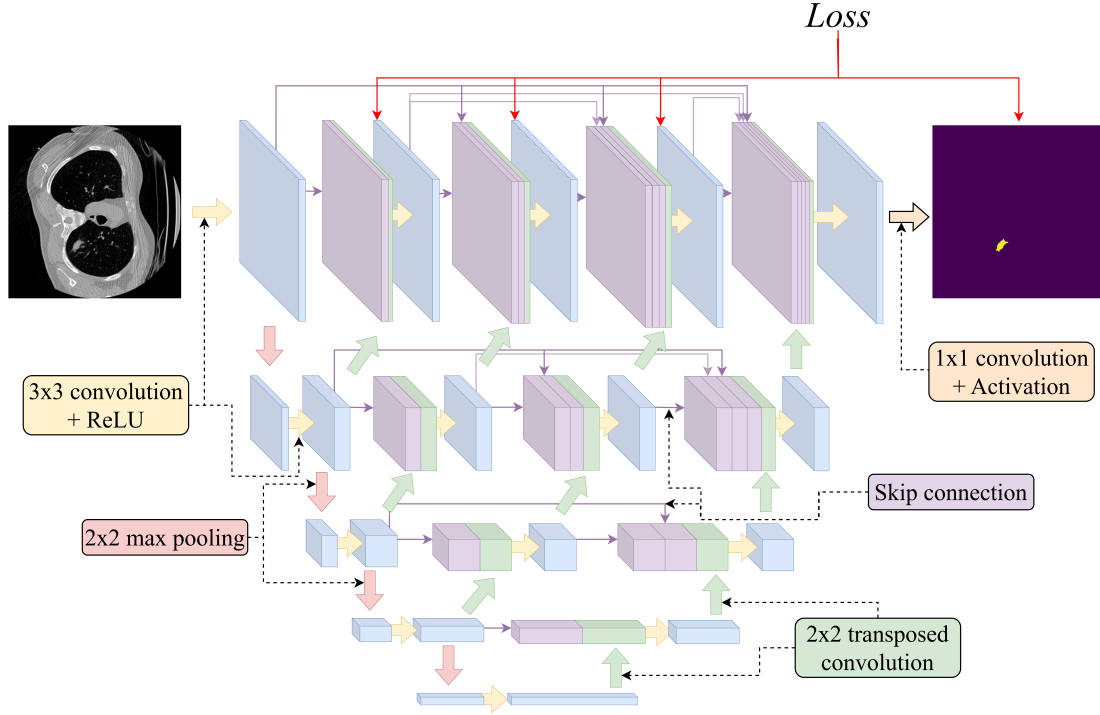 Loss
3x3 convolution
+ ReLU
1x1 convolution
+ Activation
Skip connection
2x2 max pooling
2x2 transposed
convolution